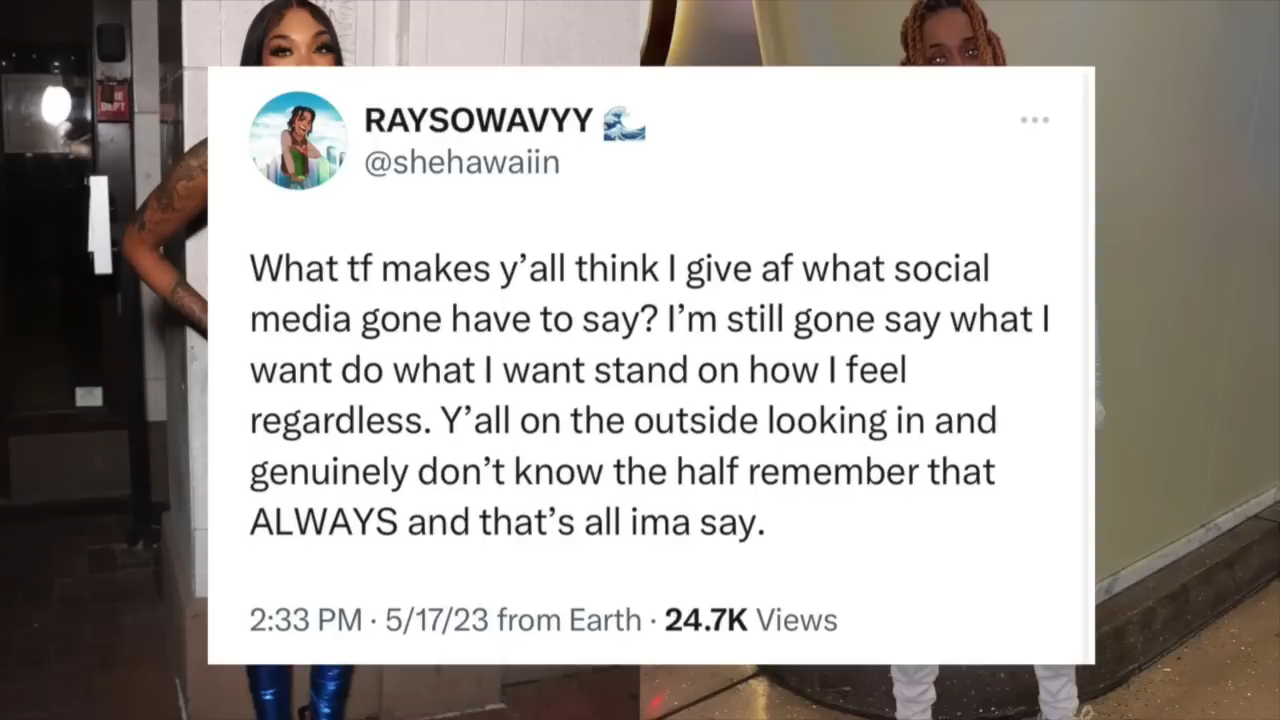 RAYSOWAVYY 🌊
@shehawaiin
What tf makes y’all think I give af what social
media gone have to say? I’m still gone say what I
want do what I want stand on how I feel
regardless. Y’all on the outside looking in and
genuinely don’t know the half remember that
ALWAYS and that’s all ima say.
2:33 PM · 5/17/23 from Earth · 24.7K Views